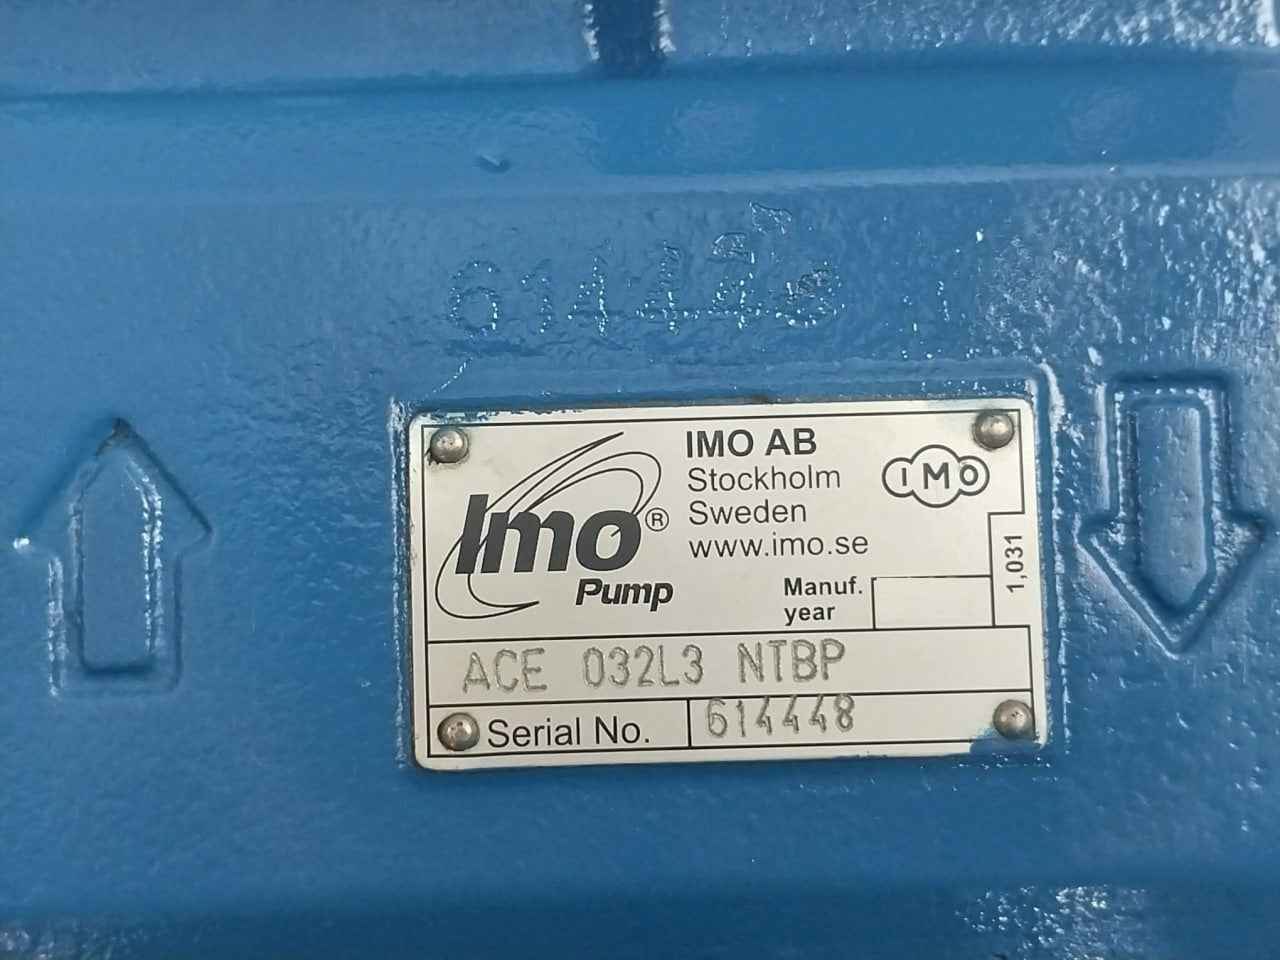 614448
IMO AB
Stockholm
Sweden
www.imo.se
Imo®
Pump
IMO
Manuf.
year
1,031
ACE 032L3 NTBP
Serial No. 614448